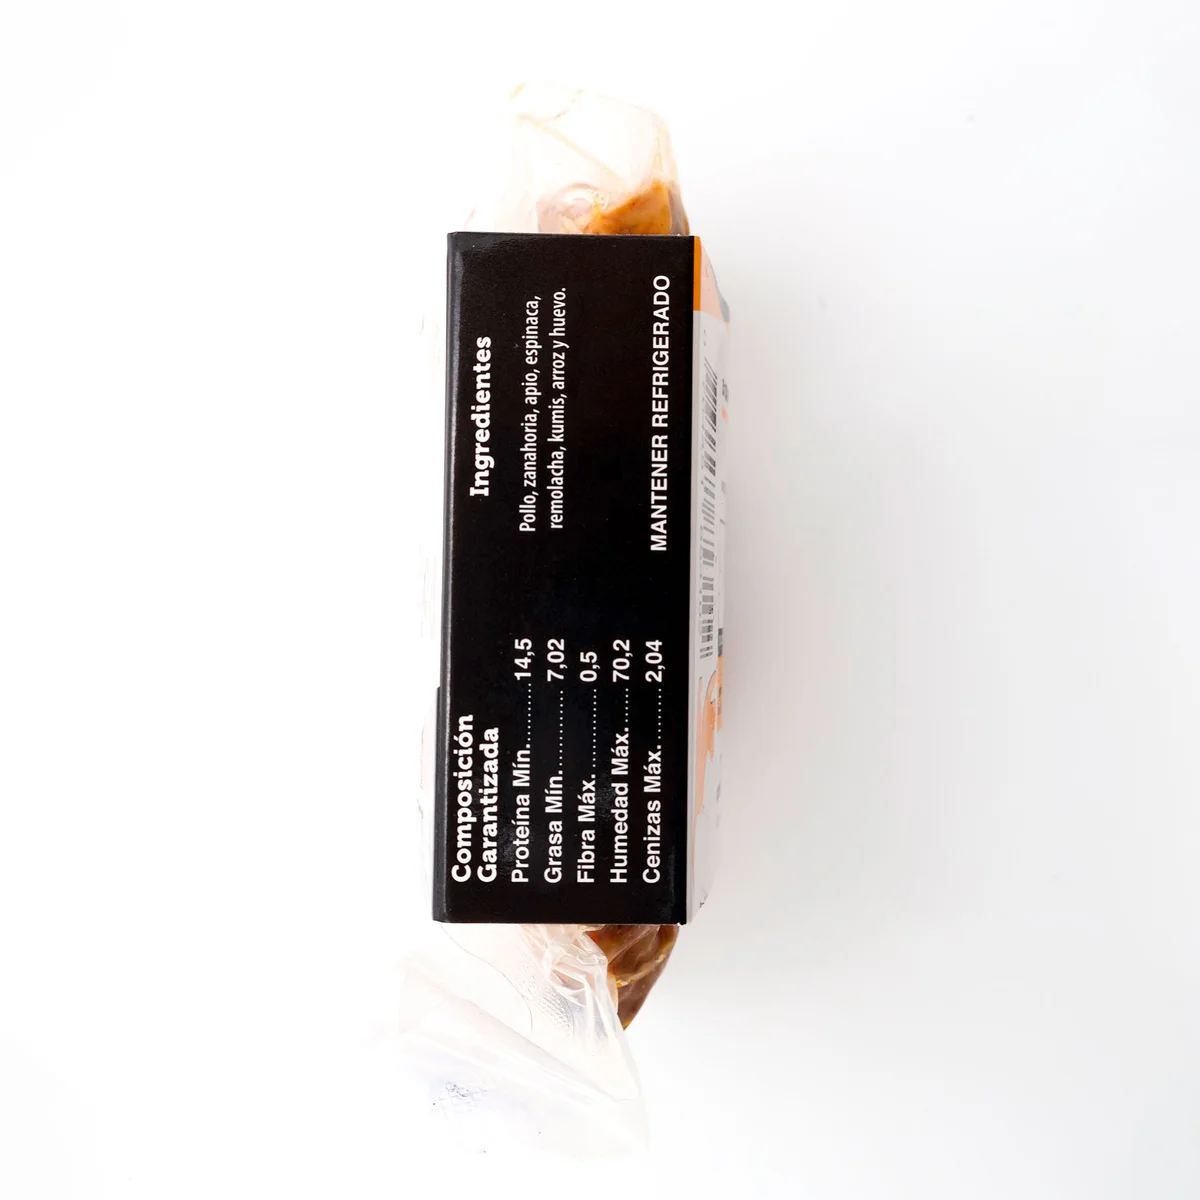 Composición
Garantizada
Proteína Mín.........14,5
Grasa Mín............. 7,02
Fibra Máx. ............ 0,5
Humedad Máx....... 70,2
Cenizas Máx. ......... 2,04
Ingredientes
Pollo, zanahoria, apio, espinaca,
remolacha, kumis, arroz y huevo.
MANTENER REFRIGERADO